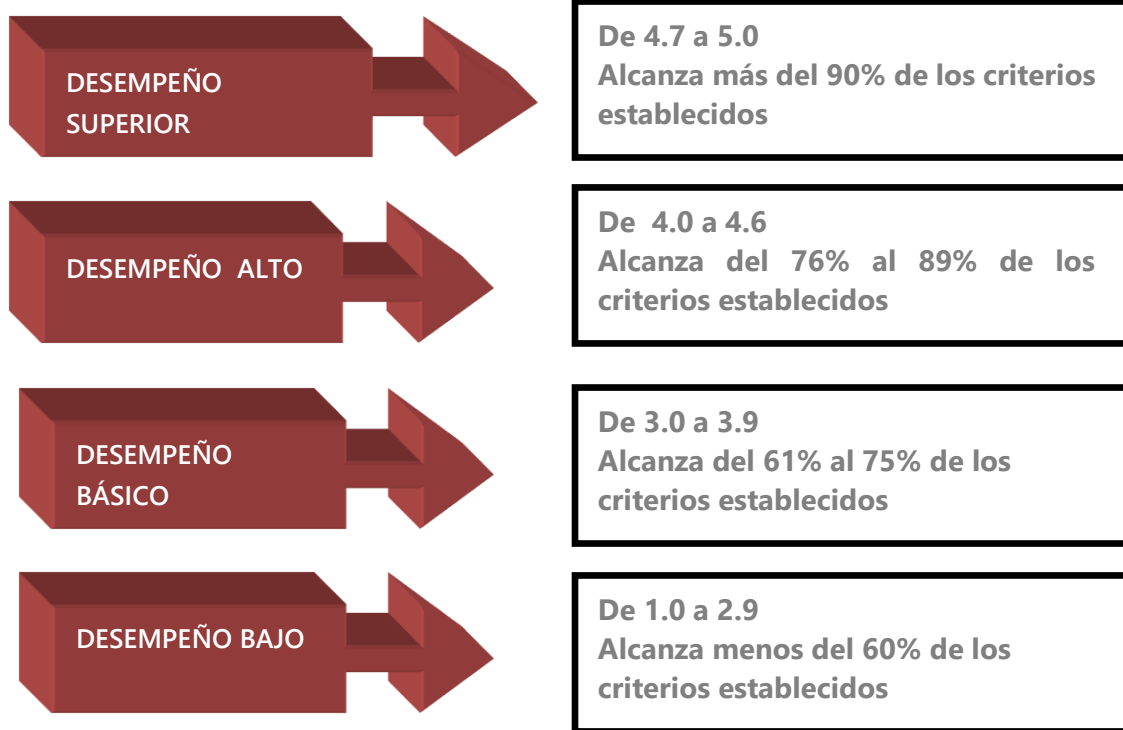 DESEMPEÑO
SUPERIOR
De 4.7 a 5.0
Alcanza más del 90% de los criterios
establecidos
DESEMPEÑO ALTO
De 4.0 a 4.6
Alcanza del 76% al 89% de los
criterios establecidos
DESEMPEÑO
BÁSICO
De 3.0 a 3.9
Alcanza del 61% al 75% de los
criterios establecidos
DESEMPEÑO BAJO
De 1.0 a 2.9
Alcanza menos del 60% de los
criterios establecidos